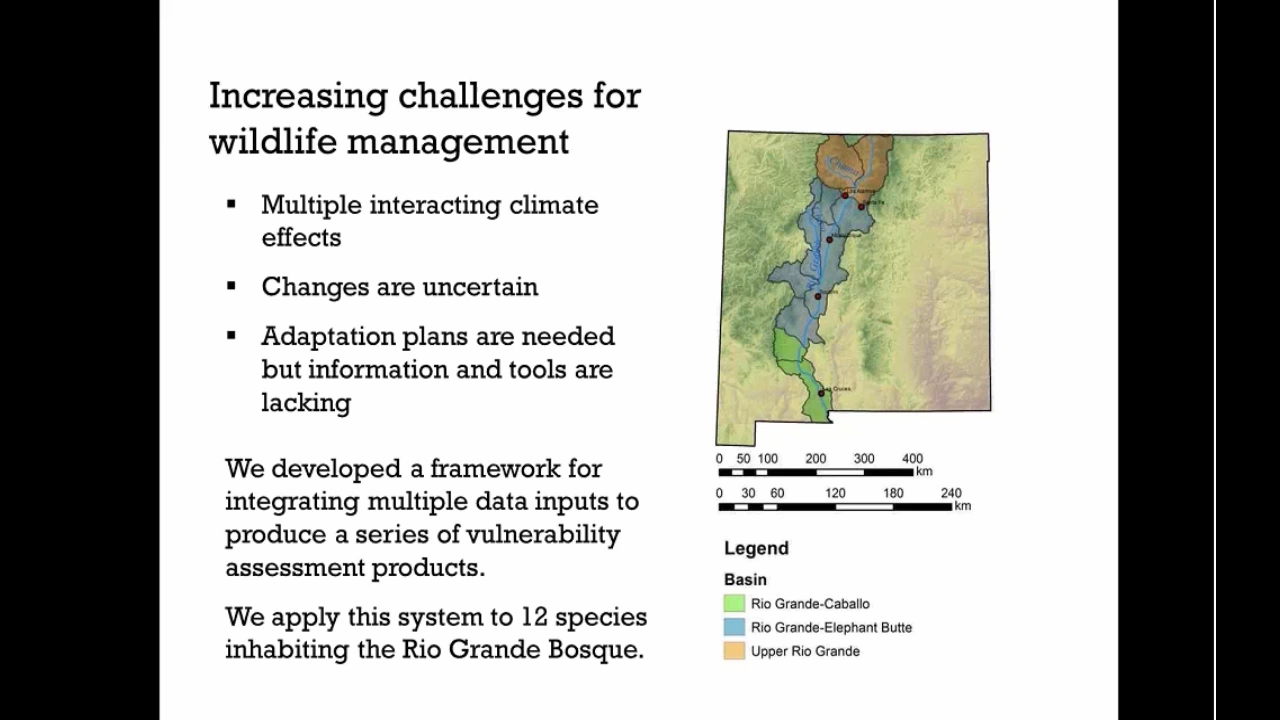 Increasing challenges for
wildlife management
▪ Multiple interacting climate
effects
▪ Changes are uncertain
▪ Adaptation plans are needed
but information and tools are
lacking
We developed a framework for
integrating multiple data inputs to
produce a series of vulnerability
assessment products.
We apply this system to 12 species
inhabiting the Rio Grande Bosque.
Chama
Las Cruces
0 50 100 200 300 400
km
0 30 60 120 180 240
km
Legend
Basin
Rio Grande-Caballo
Rio Grande-Elephant Butte
Upper Rio Grande